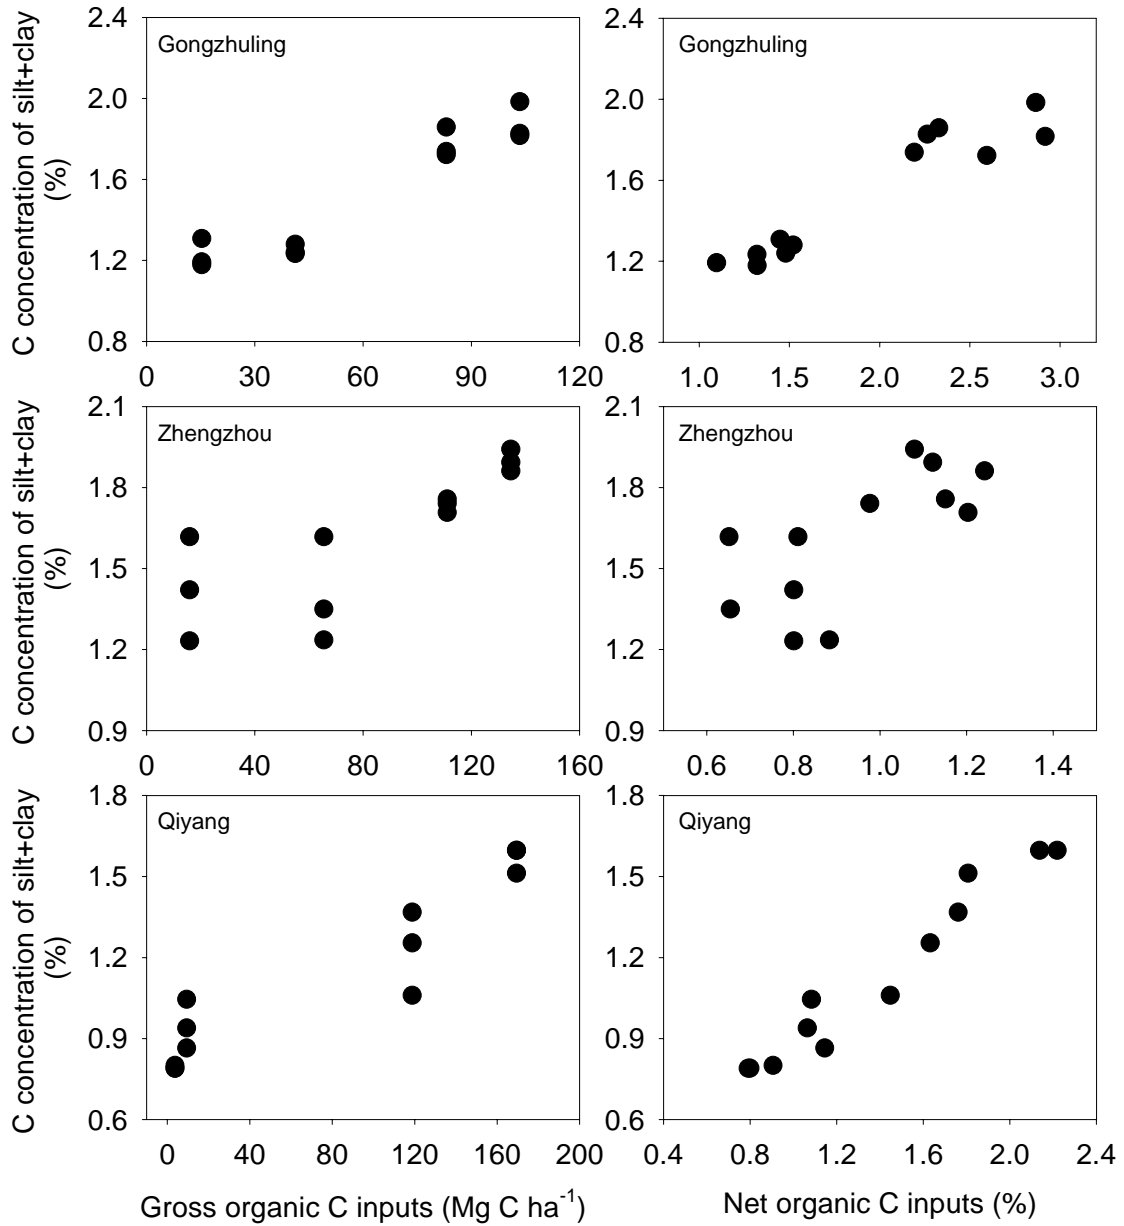 C concentration of silt+clay
(%)
2.4
2.0
1.6
1.2
0.8
Gongzhuling
0 30 60 90 120
2.4
2.0
1.6
1.2
0.8
Gongzhuling
1.0 1.5 2.0 2.5 3.0
C concentration of silt+clay
(%)
2.1
1.8
1.5
1.2
0.9
Zhengzhou
0 40 80 120 160
2.1
1.8
1.5
1.2
0.9
Zhengzhou
0.6 0.8 1.0 1.2 1.4
C concentration of silt+clay
(%)
1.8
1.5
1.2
0.9
0.6
Qiyang
0 40 80 120 160 200
1.8
1.5
1.2
0.9
0.6
Qiyang
0.4 0.8 1.2 1.6 2.0 2.4
Gross organic C inputs (Mg C ha⁻¹)
Net organic C inputs (%)